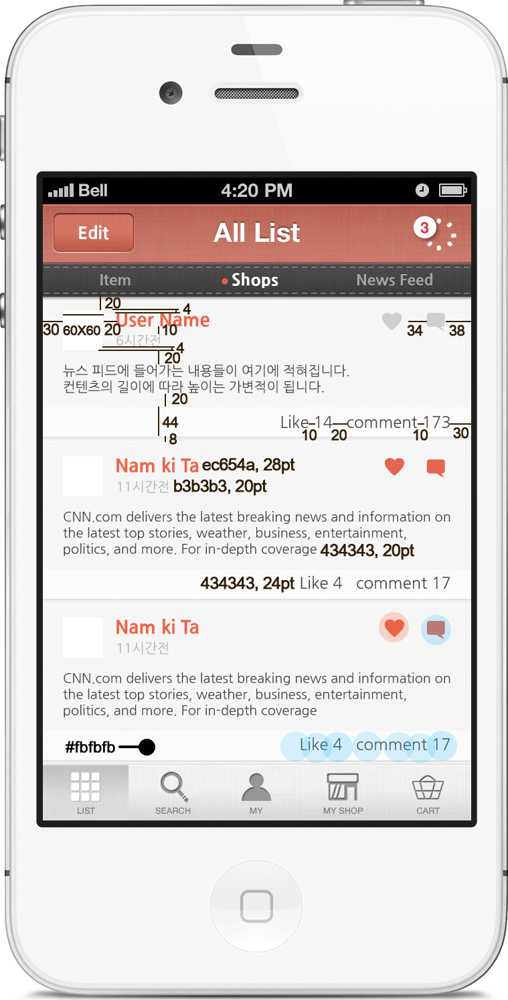 Bell 4:20 PM
Edit All List 3
Item Shops News Feed
20
4
User Name
30 60X60 20 10 34 38
6시간전
4
20
뉴스 피드에 들어가는 내용들이 여기에 적혀집니다.
컨텐츠의 길이에 따라 높이는 가변적이 됩니다.
20
44 Like 14 comment 173
10 20 10 30
8
Nam ki Ta ec654a, 28pt
11시간전 b3b3b3, 20pt
CNN.com delivers the latest breaking news and information on
the latest top stories, weather, business, entertainment,
politics, and more. For in-depth coverage 434343, 20pt
434343, 24pt Like 4 comment 17
Nam ki Ta
11시간전
CNN.com delivers the latest breaking news and information on
the latest top stories, weather, business, entertainment,
politics, and more. For in-depth coverage
#fbfbfb Like 4 comment 17
LIST SEARCH MY MY SHOP CART